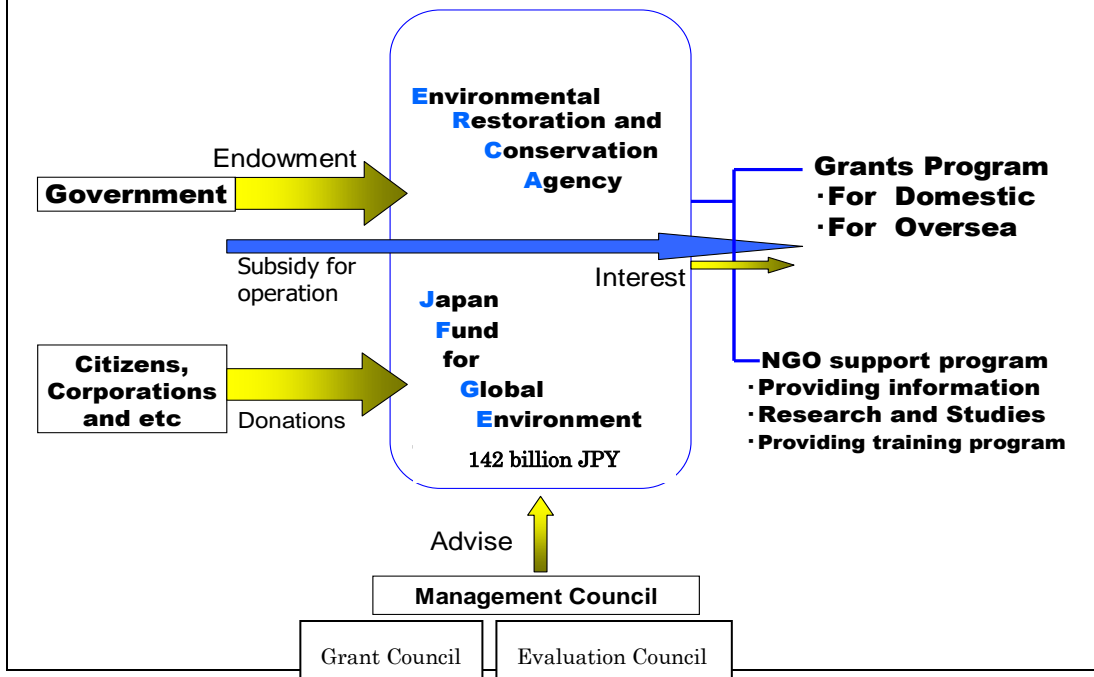 Environmental
Restoration and
Conservation
Agency
Endowment
Government
Subsidy for
operation
Interest
Japan
Fund
for
Global
Environment
142 billion JPY
Citizens,
Corporations
and etc
Donations
Grants Program
･For Domestic
･For Oversea
NGO support program
･Providing information
･Research and Studies
･Providing training program
Advise
Management Council
Grant Council
Evaluation Council